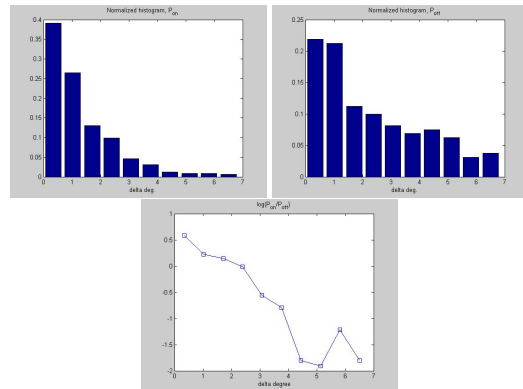 Normalized histogram, P_on
0.4
0.35
0.3
0.25
0.2
0.15
0.1
0.05
0
0 1 2 3 4 5 6 7
delta deg.
Normalized histogram, P_off
0.25
0.2
0.15
0.1
0.05
0
0 1 2 3 4 5 6 7
delta deg.
log(P_on/P_off)
1
0.5
0
-0.5
-1
-1.5
-2
0 1 2 3 4 5 6 7
delta degree